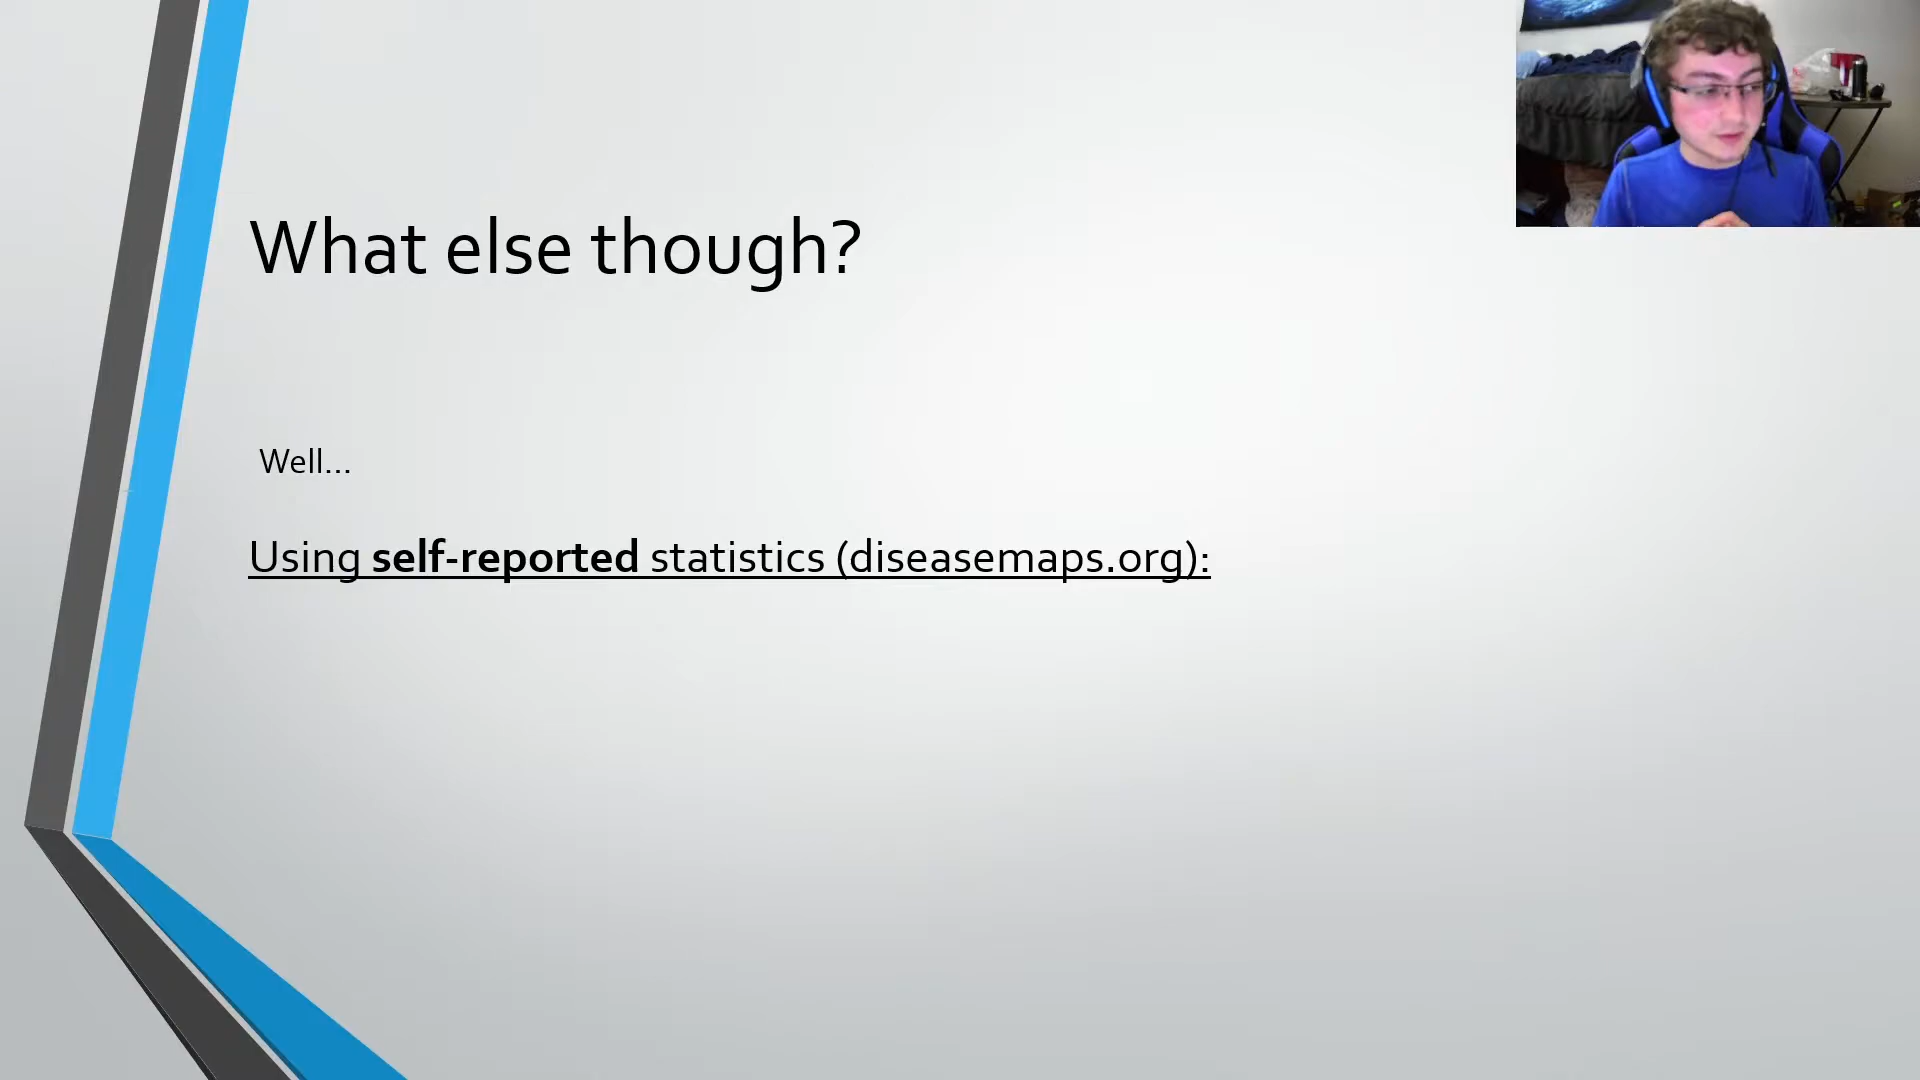 What else though?
Well...
Using self-reported statistics (diseasemaps.org):